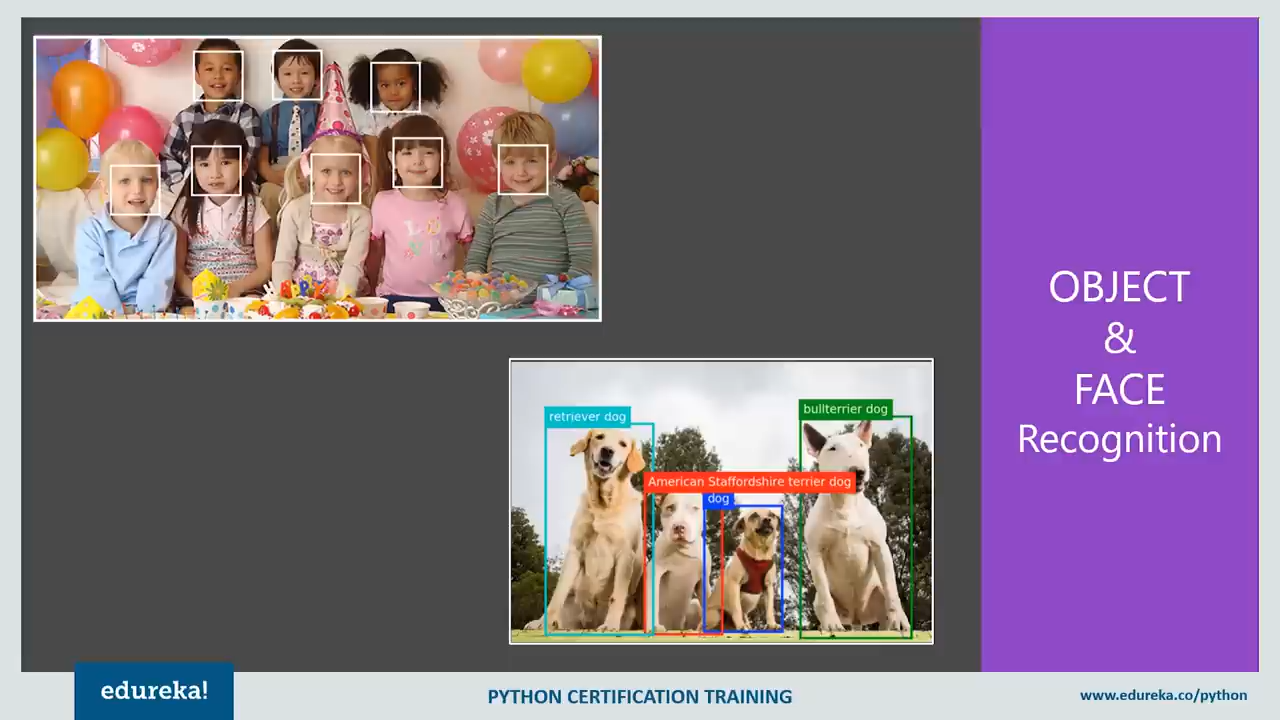 OBJECT
&
FACE
Recognition
retriever dog
bullterrier dog
American Staffordshire terrier dog
dog
edureka!
PYTHON CERTIFICATION TRAINING
www.edureka.co/python